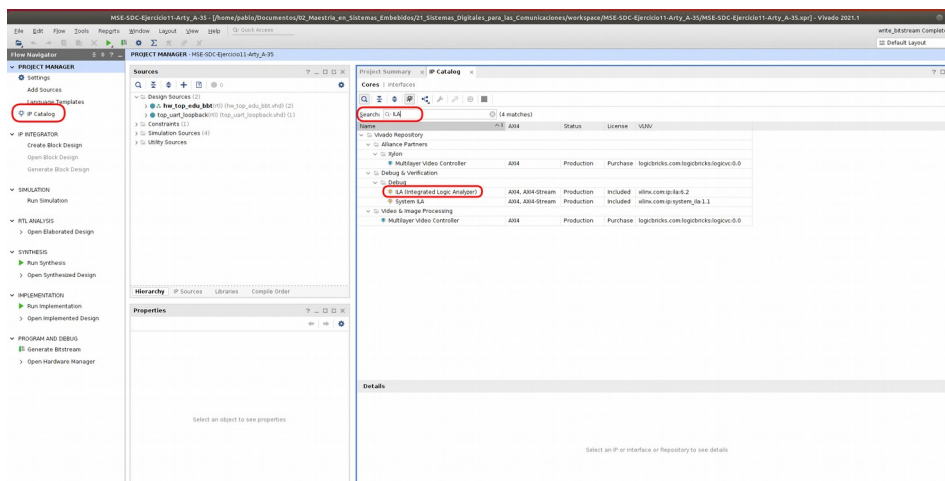 MSE-SDC-Ejercicio11-Arty_A-35 - [/home/pablo/Documentos/02_Maestria_en_Sistemas_Embebidos/21_Sistemas_Digitales_para_las_Comunicaciones/workspace/MSE-SDC-Ejercicio11-Arty_A-35/MSE-SDC-Ejercicio11-Arty_A-35.xpr] - Vivado 2021.1
File Edit Flow Tools Reports Window Layout View Help Quick Access
write_bitstream Complete
Default Layout
Flow Navigator
PROJECT MANAGER - MSE-SDC-Ejercicio11-Arty_A-35
PROJECT MANAGER
Settings
Add Sources
Language Templates
IP Catalog
IP INTEGRATOR
Create Block Design
Open Block Design
Generate Block Design
SIMULATION
Run Simulation
RTL ANALYSIS
Open Elaborated Design
SYNTHESIS
Run Synthesis
Open Synthesized Design
IMPLEMENTATION
Run Implementation
Open Implemented Design
PROGRAM AND DEBUG
Generate Bitstream
Open Hardware Manager
Sources
Design Sources (2)
hw_top_edu_bbt(rtl) (hw_top_edu_bbt.vhd) (2)
top_uart_loopback(rtl) (top_uart_loopback.vhd) (1)
Constraints (1)
Simulation Sources (4)
Utility Sources
Hierarchy IP Sources Libraries Compile Order
Properties
Select an object to see properties
Project Summary IP Catalog
Cores | Interfaces
Search: ILA (4 matches)
Name AXI4 Status License VLNV
Vivado Repository
Alliance Partners
Xylon
Multilayer Video Controller AXI4 Production Purchase logicbricks.com:logicbricks:logicvc:0.0
Debug & Verification
Debug
ILA (Integrated Logic Analyzer) AXI4, AXI4-Stream Production Included xilinx.com:ip:ila:6.2
System ILA AXI4, AXI4-Stream Production Included xilinx.com:ip:system_ila:1.1
Video & Image Processing
Multilayer Video Controller AXI4 Production Purchase logicbricks.com:logicbricks:logicvc:0.0
Details
Select an IP or Interface or Repository to see details